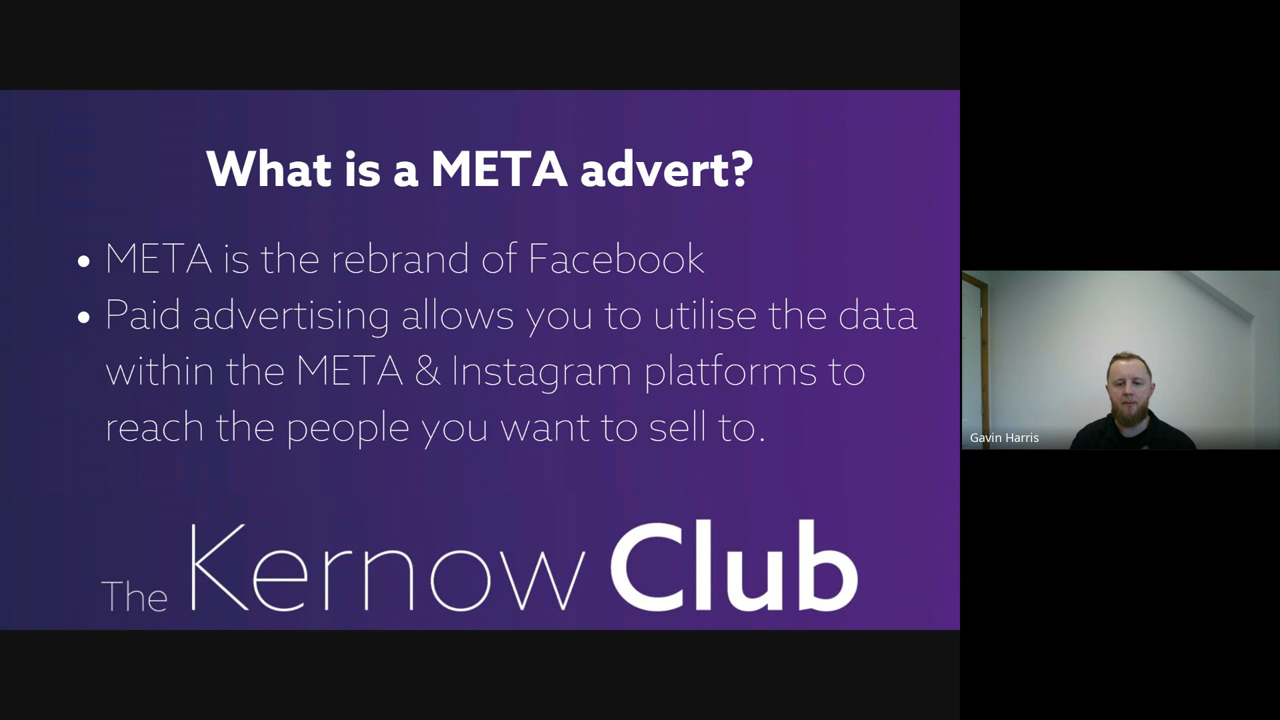 What is a META advert?
• META is the rebrand of Facebook
• Paid advertising allows you to utilise the data
within the META & Instagram platforms to
reach the people you want to sell to.
The Kernow Club
Gavin Harris